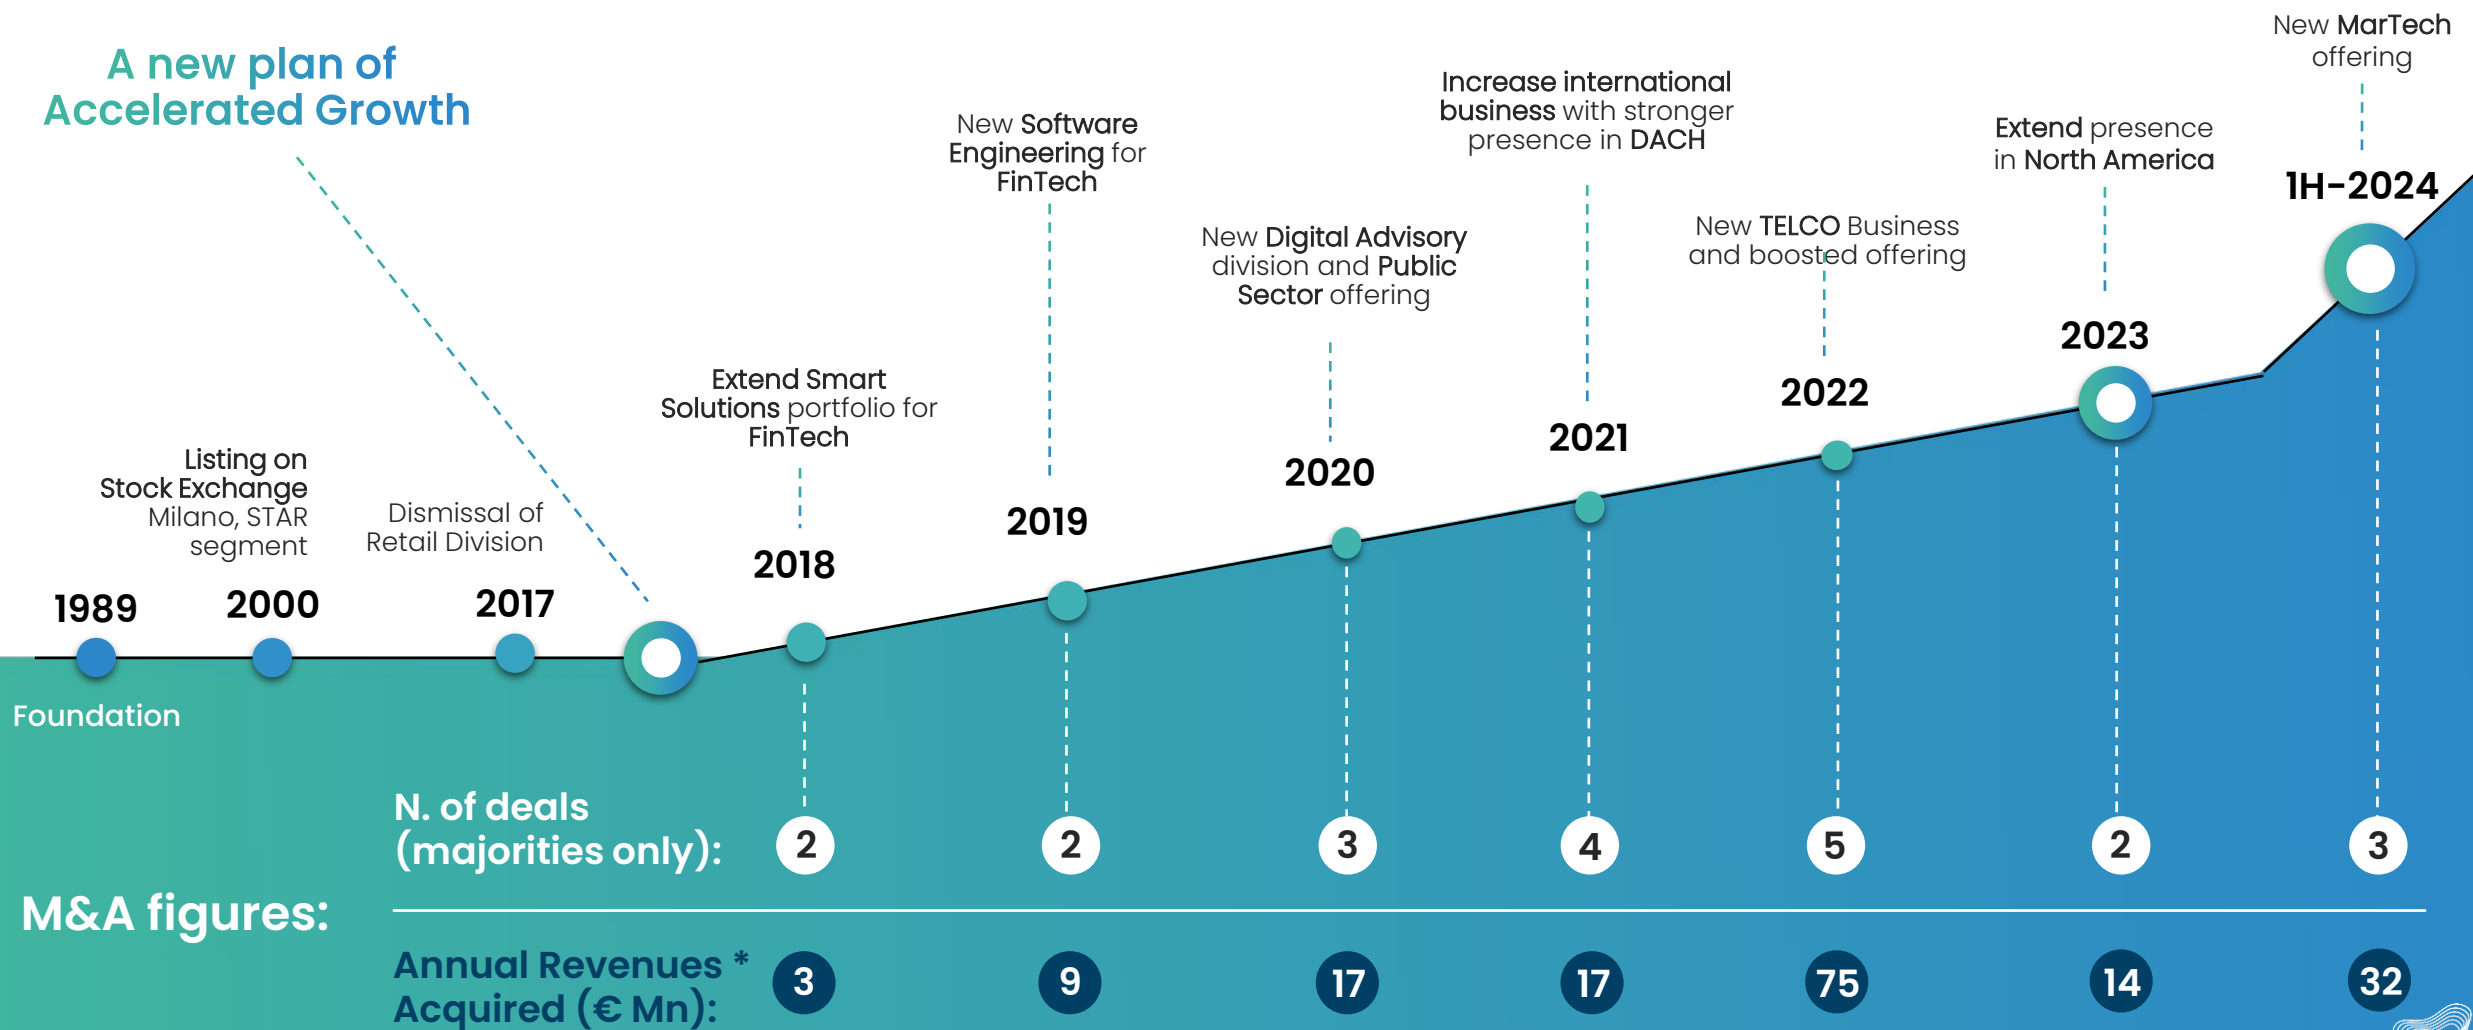 A new plan of
Accelerated Growth
New MarTech
offering
Increase international
business with stronger
presence in DACH
New Software
Engineering for
FinTech
Extend presence
in North America
1H-2024
New Digital Advisory
division and Public
Sector offering
New TELCO Business
and boosted offering
2023
Extend Smart
Solutions portfolio for
FinTech
2022
2021
2020
Listing on
Stock Exchange
Milano, STAR
segment
Dismissal of
Retail Division
2019
2018
1989
2000
2017
Foundation
N. of deals
(majorities only):
2
2
3
4
5
2
3
M&A figures:
Annual Revenues *
Acquired (€ Mn):
3
9
17
17
75
14
32